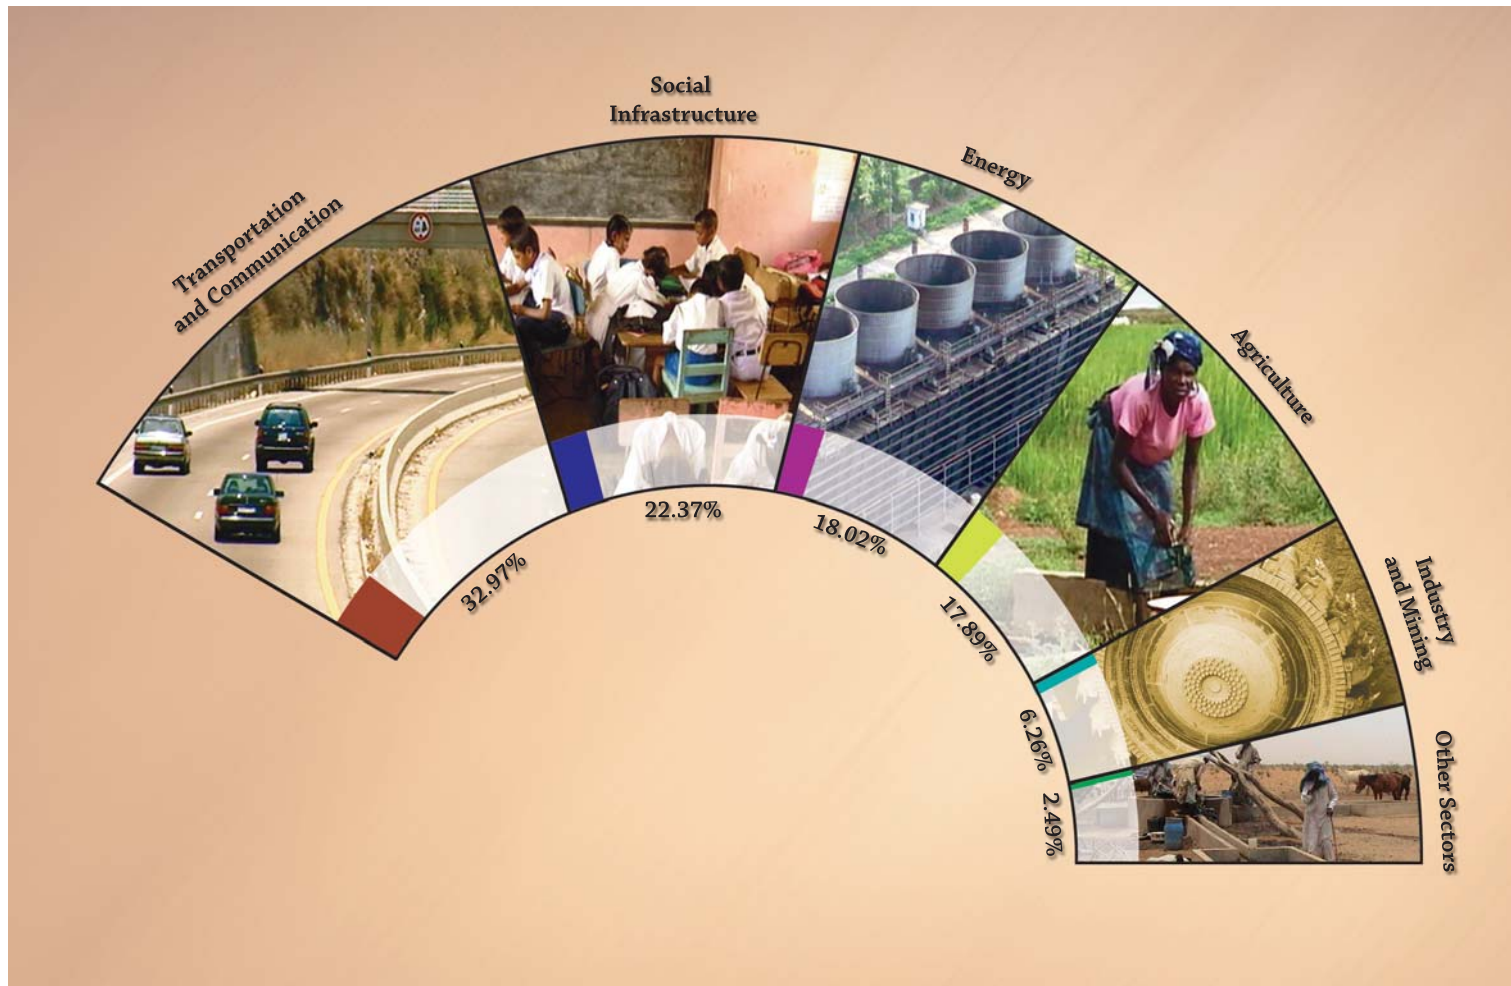 Social
Infrastructure
Energy
Transportation
and Communication
Agriculture
Industry
and Mining
Other Sectors
32.97%
22.37%
18.02%
17.89%
6.26%
2.49%